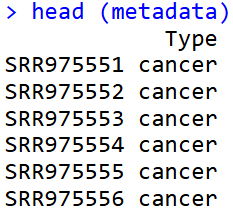 > head (metadata)
Type
SRR975551 cancer
SRR975552 cancer
SRR975553 cancer
SRR975554 cancer
SRR975555 cancer
SRR975556 cancer